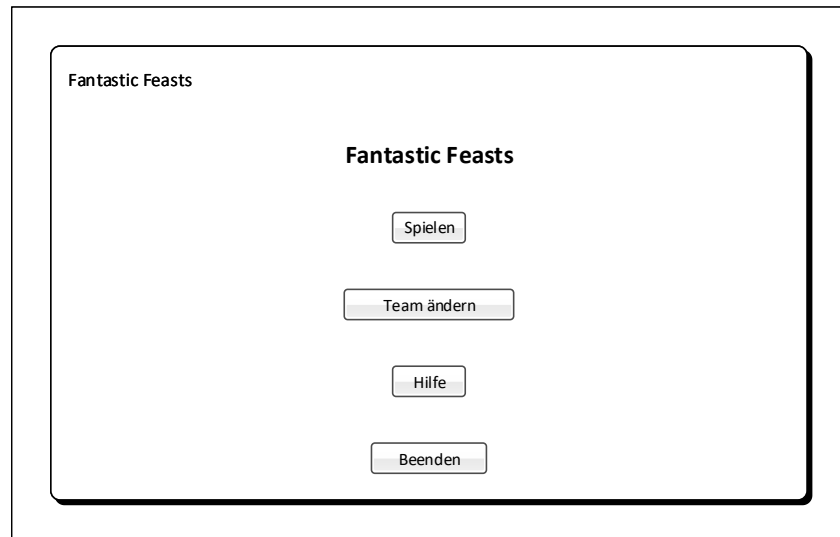 Fantastic Feasts
Fantastic Feasts
Spielen
Team ändern
Hilfe
Beenden